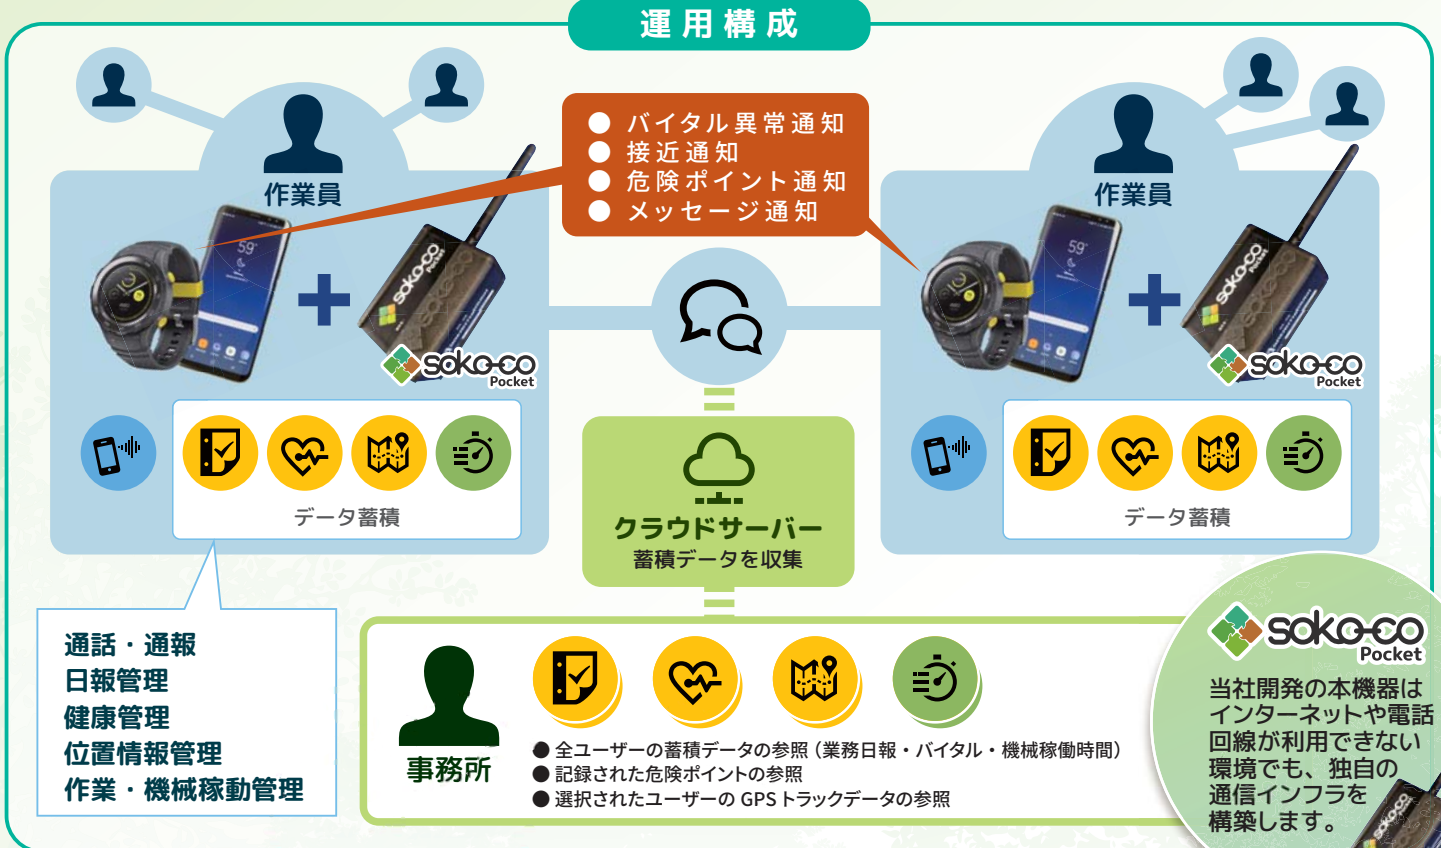 運用構成
バイタル異常通知
接近通知
危険ポイント通知
メッセージ通知
作業員
59°
soko-co
Pocket
soko-co
Pocket
データ蓄積
作業員
59°
soko-co
Pocket
soko-co
Pocket
データ蓄積
クラウドサーバー
蓄積データを収集
通話・通報
日報管理
健康管理
位置情報管理
作業・機械稼動管理
事務所
● 全ユーザーの蓄積データの参照（業務日報・バイタル・機械稼働時間）
● 記録された危険ポイントの参照
● 選択されたユーザーの GPS トラックデータの参照
soko-co
Pocket
当社開発の本機器は
インターネットや電話
回線が利用できない
環境でも、独自の
通信インフラを
構築します。
soko-co